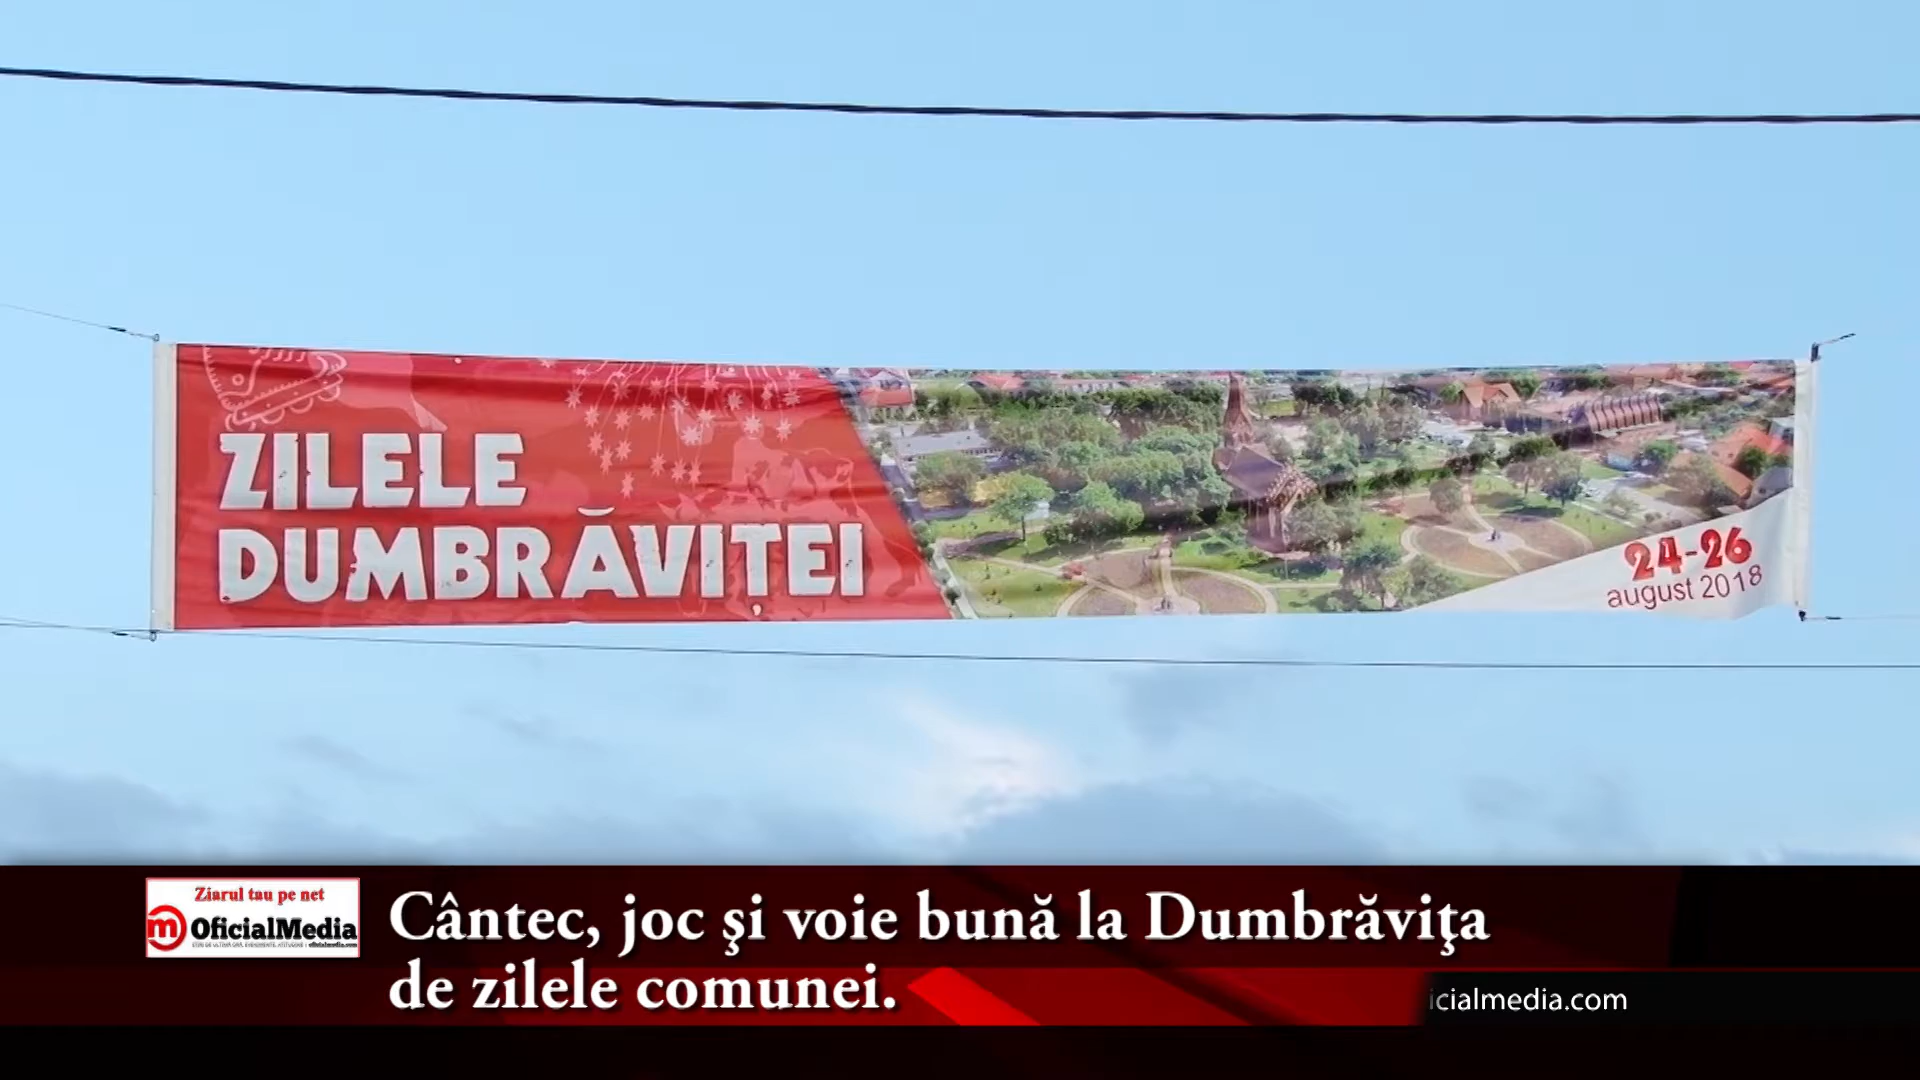 ZILELE
DUMBRĂVIȚEI
24-26
august 2018
Ziarul tau pe net
m OficialMedia
Cântec, joc şi voie bună la Dumbrăviţa
de zilele comunei.
icialmedia.com